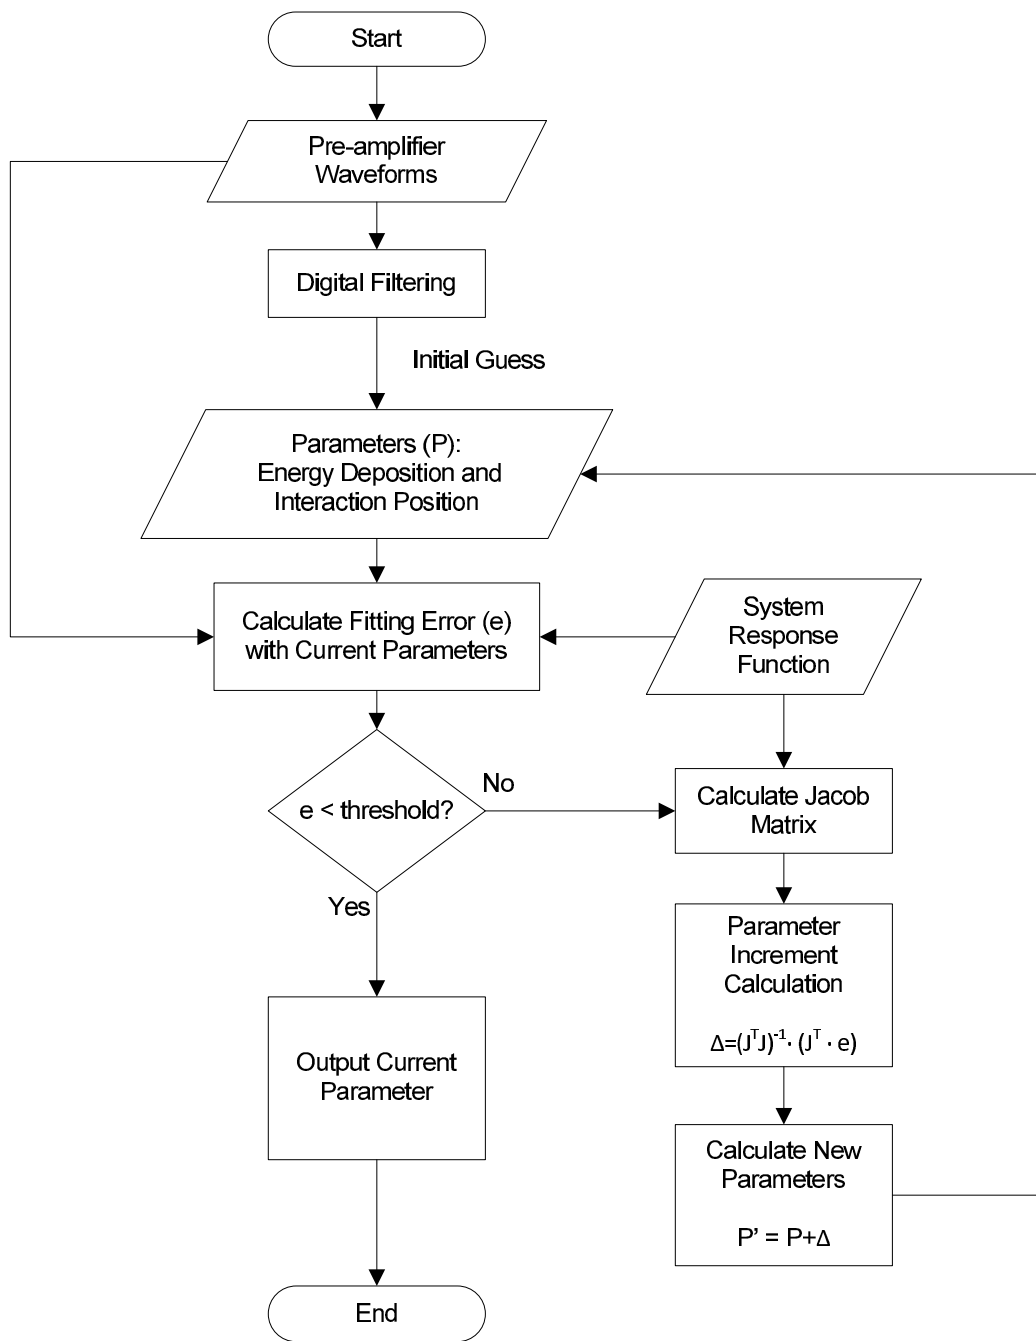 Start
Pre-amplifier
Waveforms
Digital Filtering
Initial Guess
Parameters (P):
Energy Deposition and
Interaction Position
Calculate Fitting Error (e)
with Current Parameters
System
Response
Function
e < threshold?
No
Yes
Calculate Jacob
Matrix
Parameter
Increment
Calculation
Δ=(JᵀJ)⁻¹· (Jᵀ · e)
Output Current
Parameter
Calculate New
Parameters
P’ = P+Δ
End